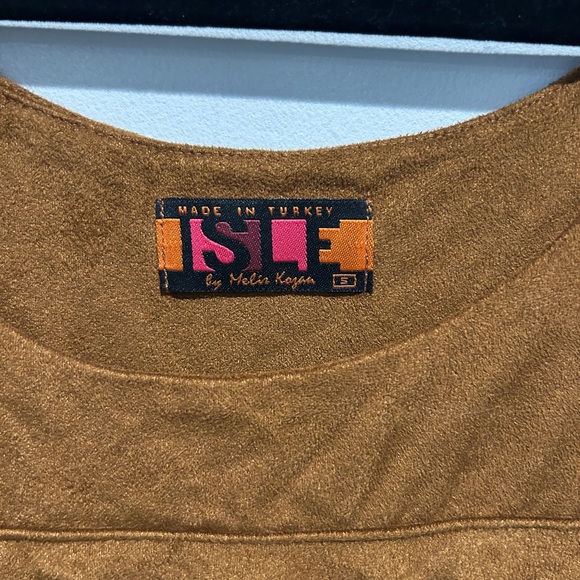 MADE IN TURKEY
ISLE
by Melis Kozan
S